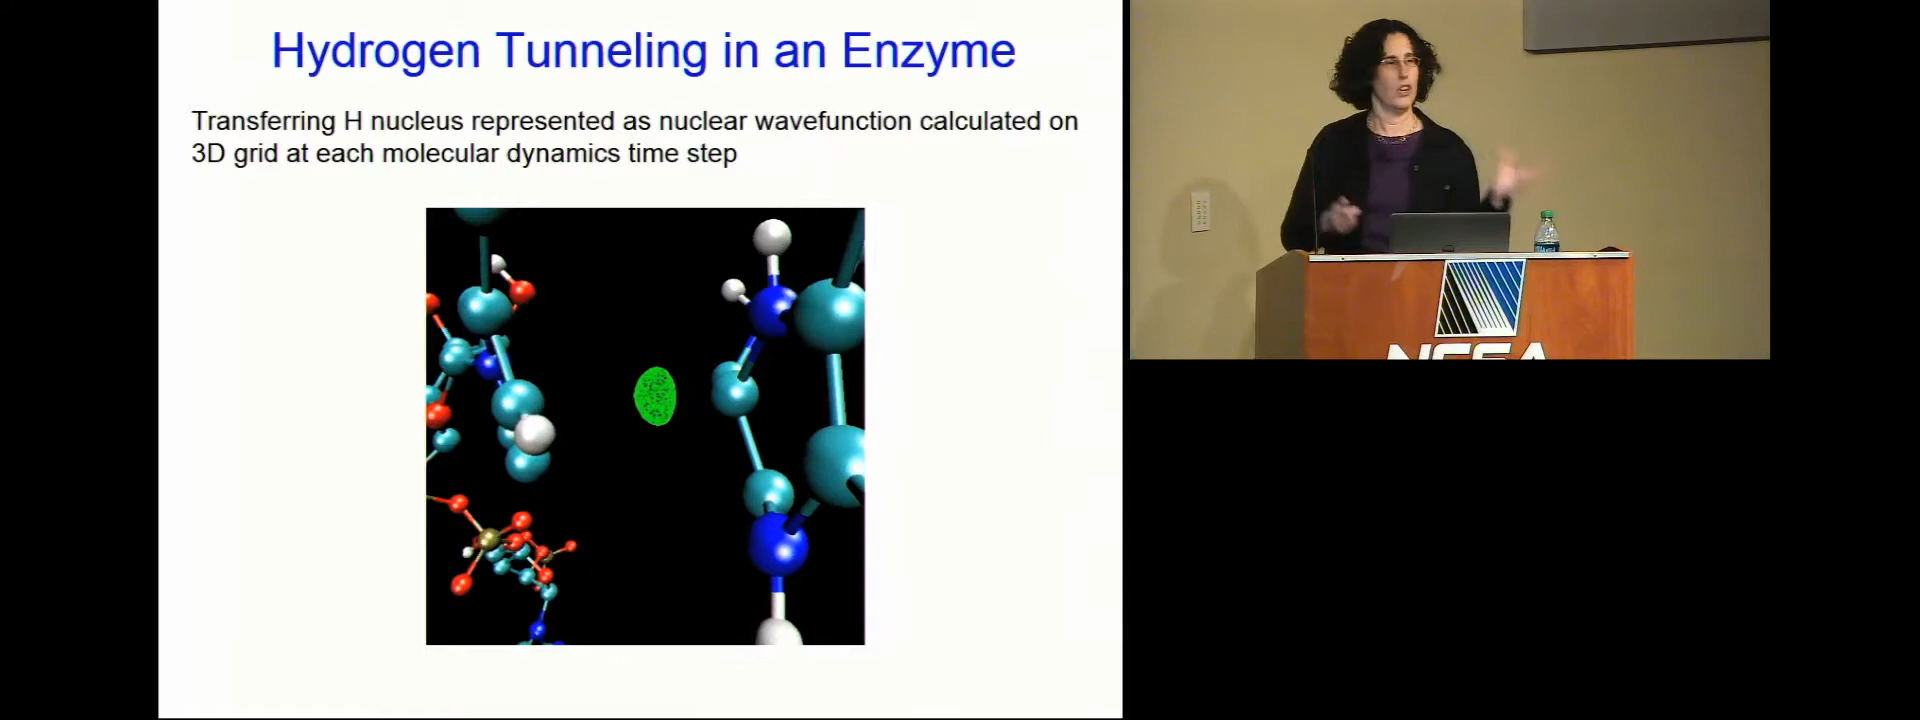 Hydrogen Tunneling in an Enzyme
Transferring H nucleus represented as nuclear wavefunction calculated on
3D grid at each molecular dynamics time step
NCSA